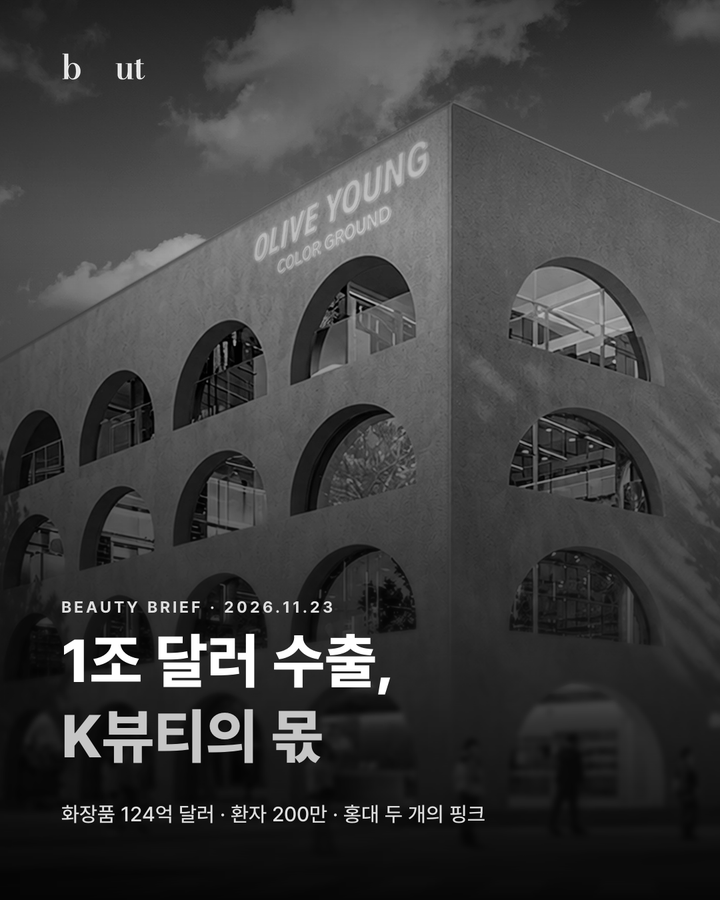 b ut
OLIVE YOUNG
COLOR GROUND
BEAUTY BRIEF · 2026.11.23
1조 달러 수출,
K뷰티의 몫
화장품 124억 달러 · 환자 200만 · 홍대 두 개의 핑크